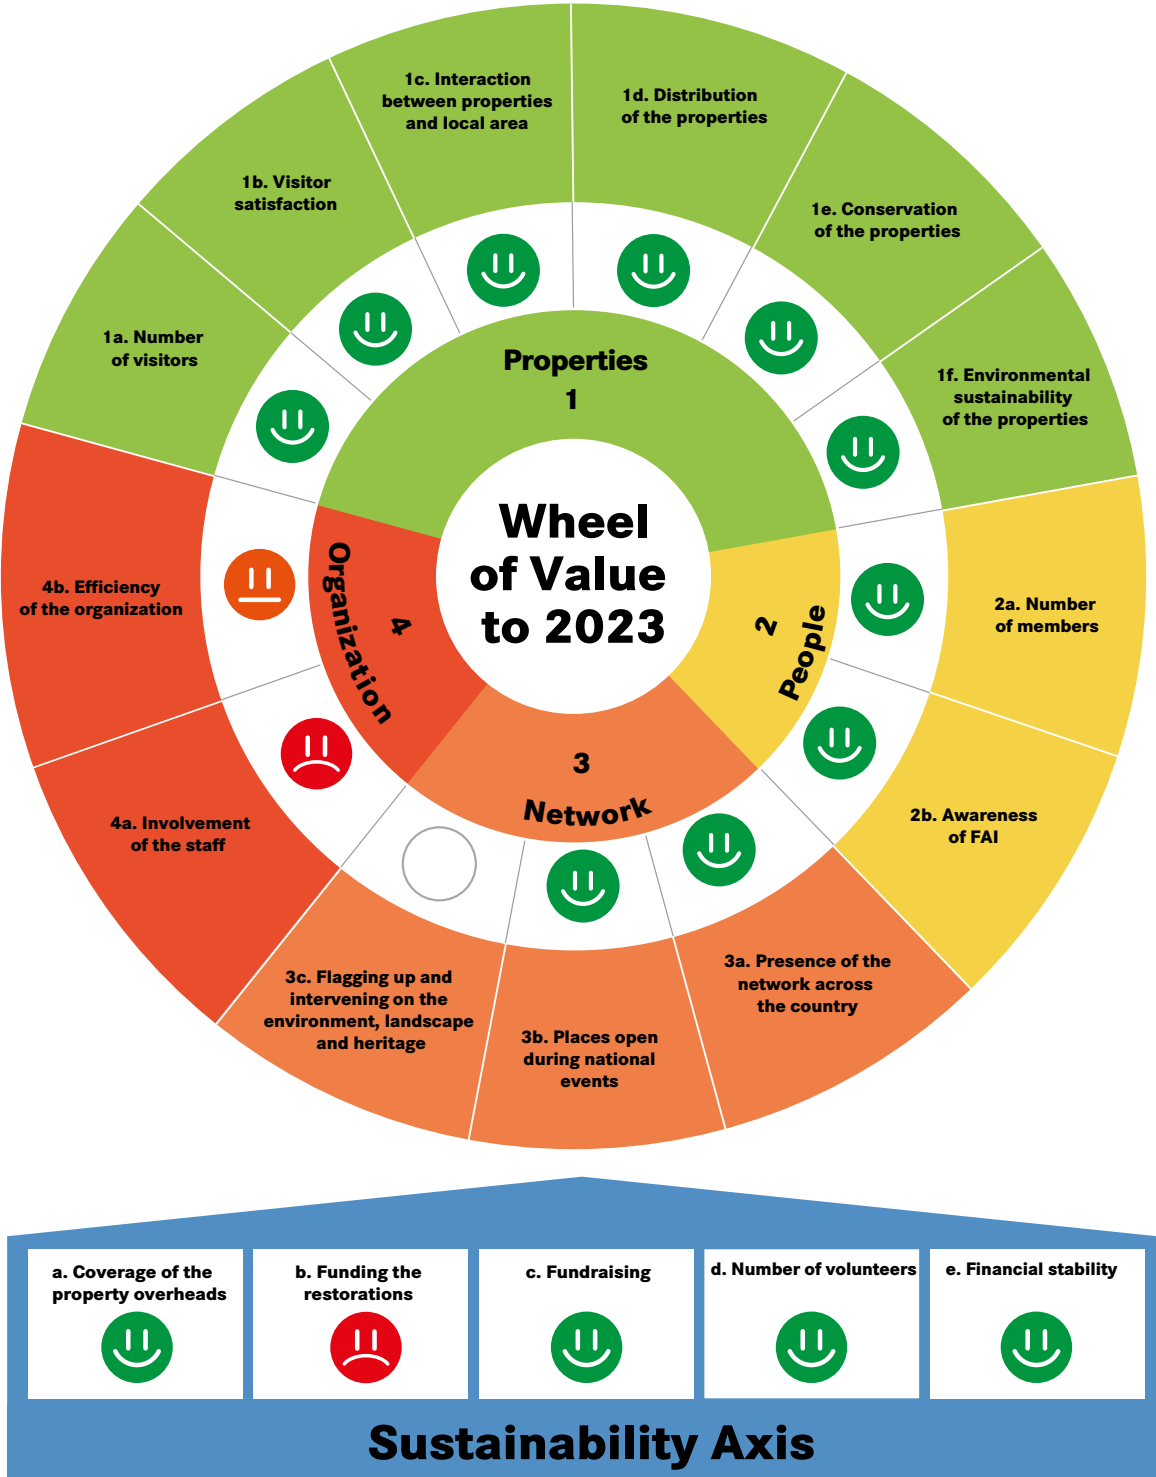 Wheel
of Value
to 2023
Properties
1
1a. Number
of visitors
1b. Visitor
satisfaction
1c. Interaction
between properties
and local area
1d. Distribution
of the properties
1e. Conservation
of the properties
1f. Environmental
sustainability
of the properties
2
People
2a. Number
of members
2b. Awareness
of FAI
3
Network
3a. Presence of the
network across
the country
3b. Places open
during national
events
3c. Flagging up and
intervening on the
environment, landscape
and heritage
4
Organization
4a. Involvement
of the staff
4b. Efficiency
of the organization
a. Coverage of the
property overheads
b. Funding the
restorations
c. Fundraising
d. Number of volunteers
e. Financial stability
Sustainability Axis